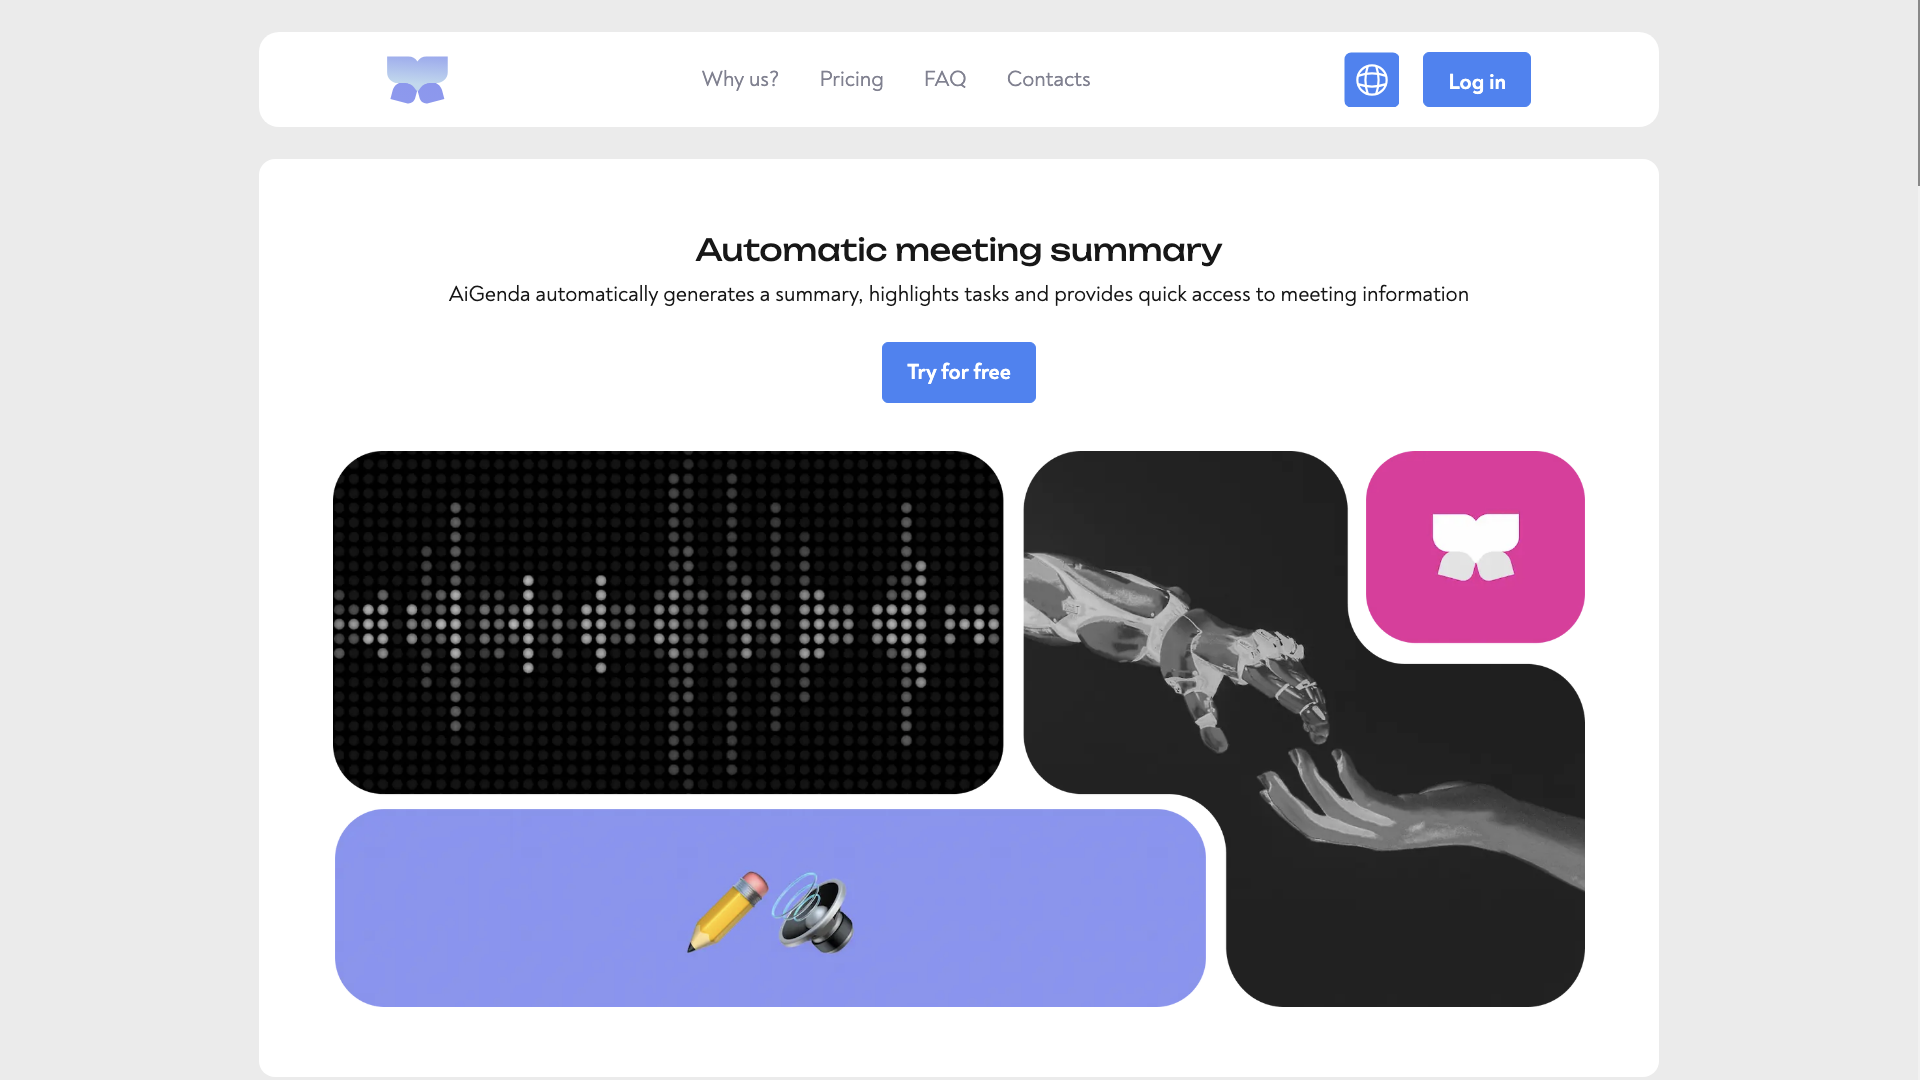 Why us?
Pricing
FAQ
Contacts
Log in
Automatic meeting summary
AiGenda automatically generates a summary, highlights tasks and provides quick access to meeting information
Try for free